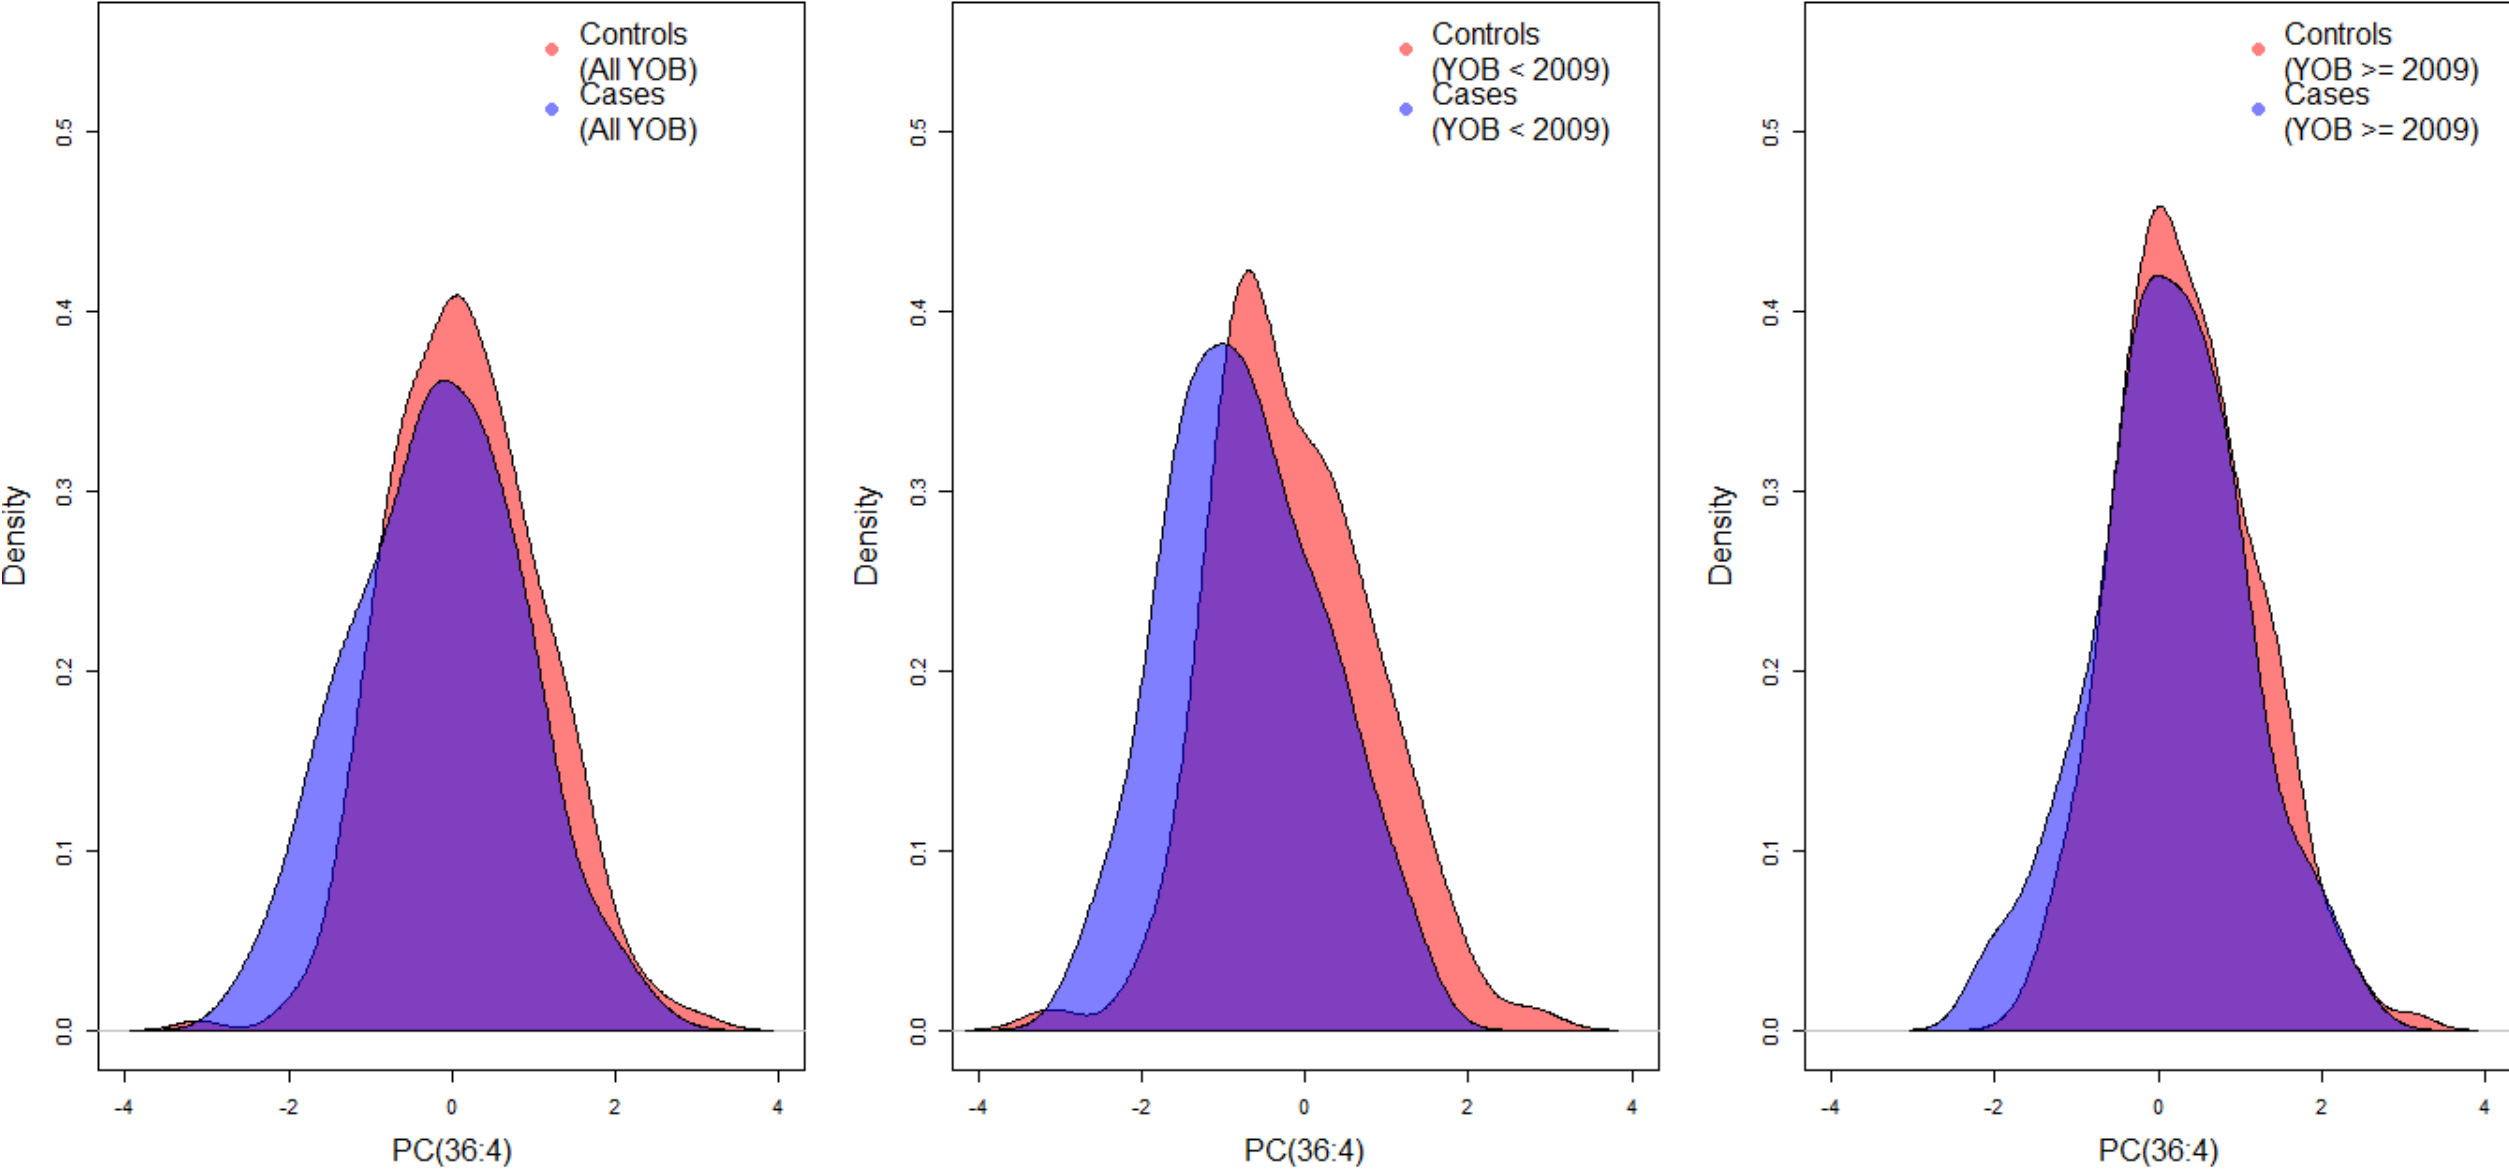 Controls
(All YOB)
Cases
(All YOB)
0.5
0.4
0.3
0.2
0.1
0.0
Density
-4 -2 0 2 4
PC(36:4)
Controls
(YOB < 2009)
Cases
(YOB < 2009)
0.5
0.4
0.3
0.2
0.1
0.0
Density
-4 -2 0 2 4
PC(36:4)
Controls
(YOB >= 2009)
Cases
(YOB >= 2009)
0.5
0.4
0.3
0.2
0.1
0.0
Density
-4 -2 0 2 4
PC(36:4)